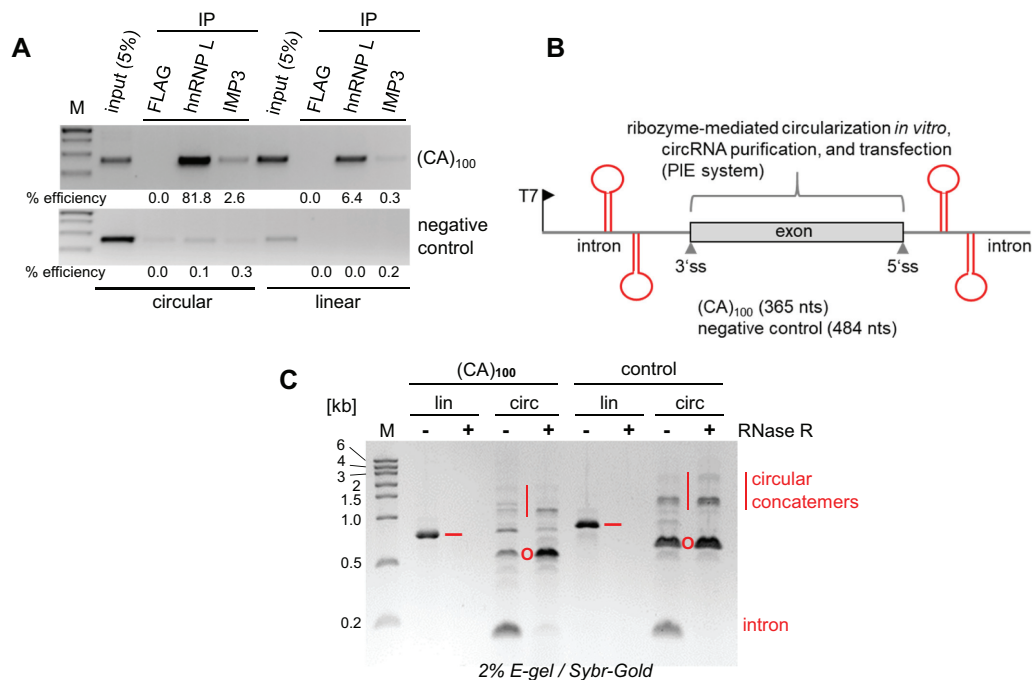 A
IP
IP
M
input (5%)
FLAG
hnRNP L
IMP3
input (5%)
FLAG
hnRNP L
IMP3
(CA)100
% efficiency 0.0 81.8 2.6 0.0 6.4 0.3
negative
control
% efficiency 0.0 0.1 0.3 0.0 0.0 0.2
circular linear
B
ribozyme-mediated circularization in vitro,
circRNA purification, and transfection
(PIE system)
T7
intron exon intron
3‘ss 5‘ss
(CA)100 (365 nts)
negative control (484 nts)
C
(CA)100 control
[kb] lin circ lin circ
M - + - + - + - + RNase R
6
4
3
2
1.5
1.0
0.5
0.2
circular
concatemers
O O
intron
2% E-gel / Sybr-Gold